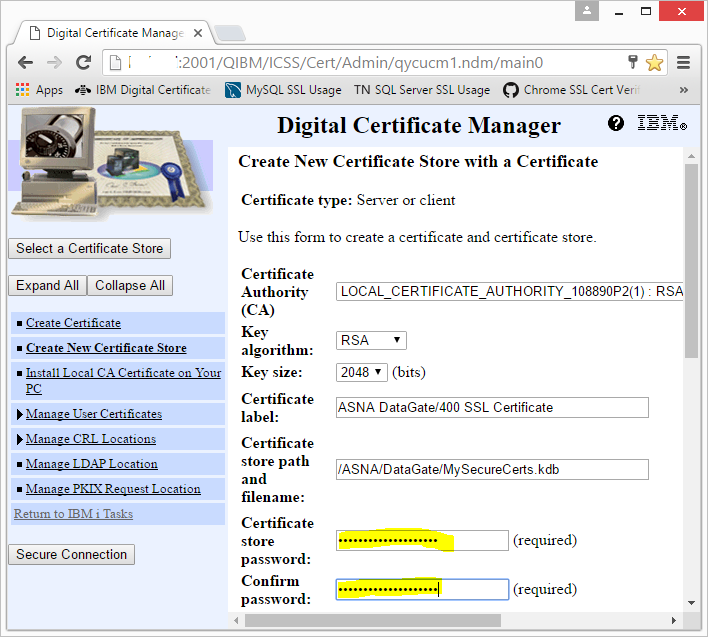 Digital Certificate Manage
:2001/QIBM/ICSS/Cert/Admin/qycucm1.ndm/main0
Apps IBM Digital Certificate MySQL SSL Usage TN SQL Server SSL Usage Chrome SSL Cert Veri »
Digital Certificate Manager
? IBM®
Select a Certificate Store
Expand All Collapse All
Create Certificate
Create New Certificate Store
Install Local CA Certificate on Your
PC
Manage User Certificates
Manage CRL Locations
Manage LDAP Location
Manage PKIX Request Location
Return to IBM i Tasks
Secure Connection
Create New Certificate Store with a Certificate
Certificate type: Server or client
Use this form to create a certificate and certificate store.
Certificate
Authority
(CA)
LOCAL_CERTIFICATE_AUTHORITY_108890P2(1) : RSA
Key
algorithm:
RSA
Key size: 2048 (bits)
Certificate
label:
ASNA DataGate/400 SSL Certificate
Certificate
store path
and
filename:
/ASNA/DataGate/MySecureCerts.kdb
Certificate
store
password:
(required)
Confirm
password:
(required)